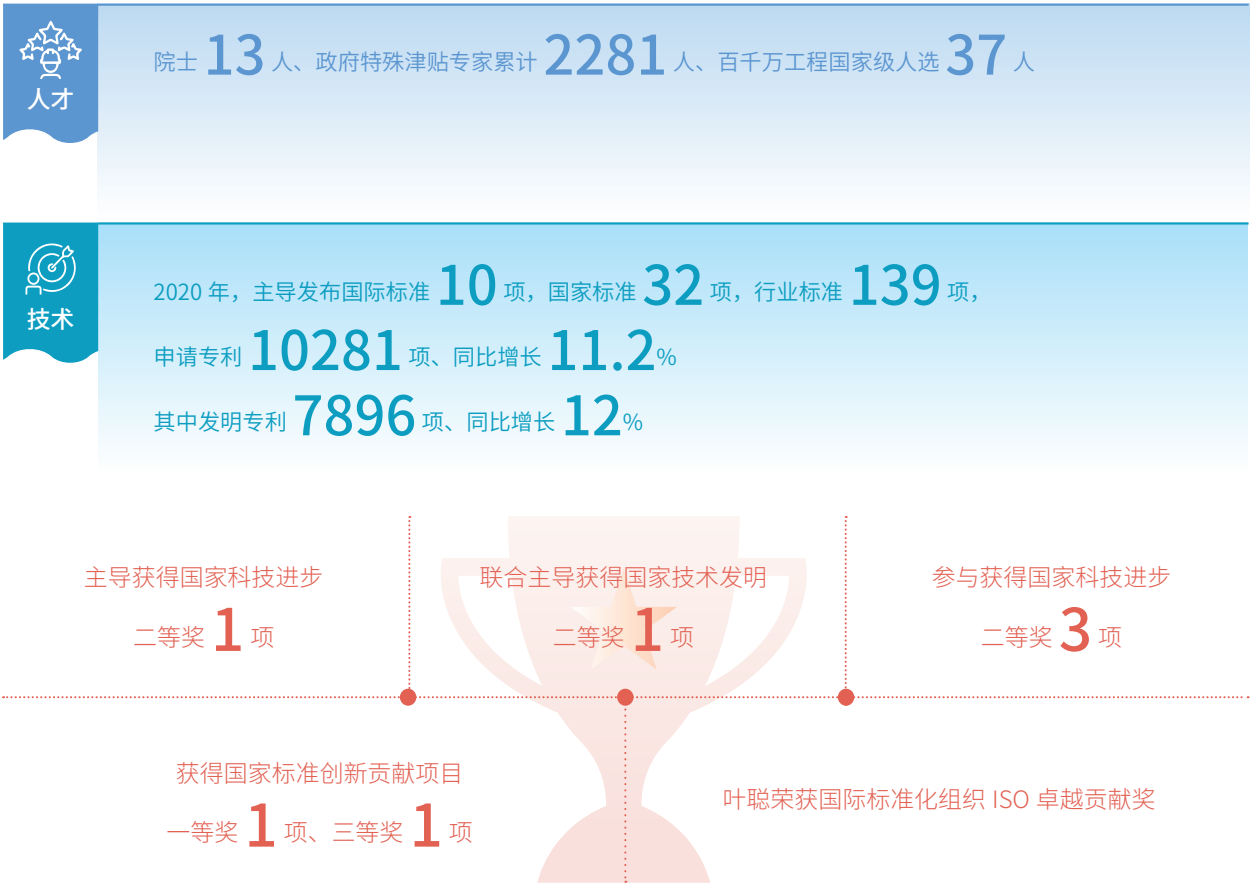 人才
院士 13 人、政府特殊津贴专家累计 2281 人、百千万工程国家级人选 37 人
技术
2020 年，主导发布国际标准 10 项，国家标准 32 项，行业标准 139 项，
申请专利 10281 项、同比增长 11.2%
其中发明专利 7896 项、同比增长 12%
主导获得国家科技进步
二等奖 1 项
联合主导获得国家技术发明
二等奖 1 项
参与获得国家科技进步
二等奖 3 项
获得国家标准创新贡献项目
一等奖 1 项、三等奖 1 项
叶聪荣获国际标准化组织 ISO 卓越贡献奖